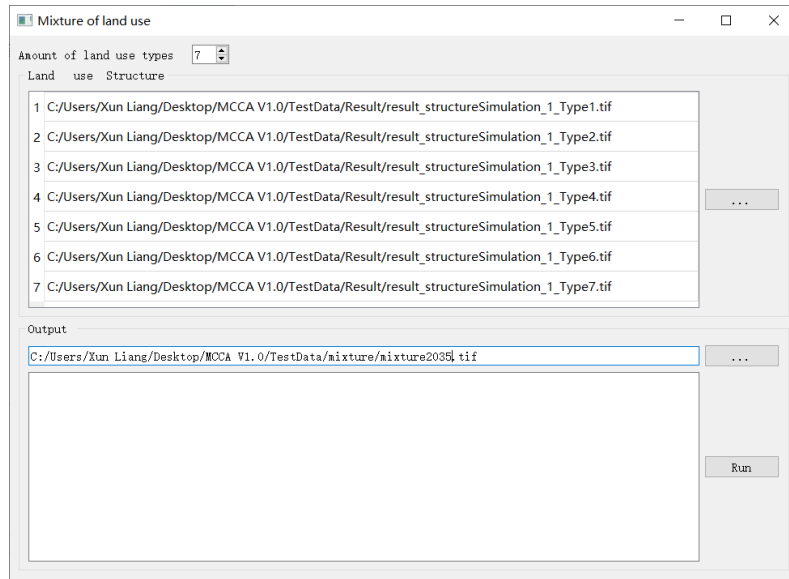 Mixture of land use
Amount of land use types 7
Land use Structure
1 C:/Users/Xun Liang/Desktop/MCCA V1.0/TestData/Result/result_structureSimulation_1_Type1.tif
2 C:/Users/Xun Liang/Desktop/MCCA V1.0/TestData/Result/result_structureSimulation_1_Type2.tif
3 C:/Users/Xun Liang/Desktop/MCCA V1.0/TestData/Result/result_structureSimulation_1_Type3.tif
4 C:/Users/Xun Liang/Desktop/MCCA V1.0/TestData/Result/result_structureSimulation_1_Type4.tif
...
5 C:/Users/Xun Liang/Desktop/MCCA V1.0/TestData/Result/result_structureSimulation_1_Type5.tif
6 C:/Users/Xun Liang/Desktop/MCCA V1.0/TestData/Result/result_structureSimulation_1_Type6.tif
7 C:/Users/Xun Liang/Desktop/MCCA V1.0/TestData/Result/result_structureSimulation_1_Type7.tif
Output
C:/Users/Xun Liang/Desktop/MCCA V1.0/TestData/mixture/mixture2035.tif
...
Run